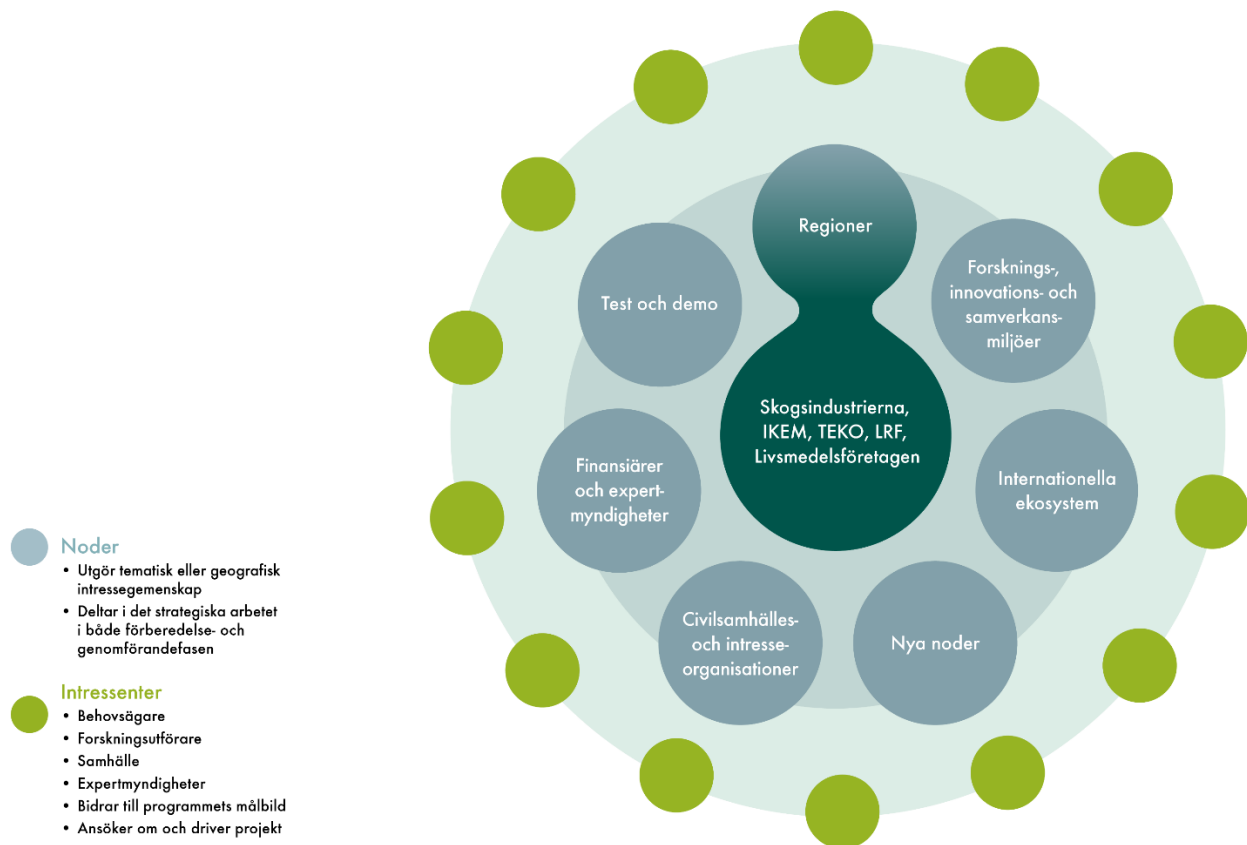 Regioner
Forsknings-,
innovations- och
samverkans-
miljöer
Test och demo
Skogsindustrierna,
IKEM, TEKO, LRF,
Livsmedelsföretagen
Finansiärer
och expert-
myndigheter
Internationella
ekosystem
Civilsamhälles-
och intresse-
organisationer
Nya noder
Noder
• Utgör tematisk eller geografisk
intressegemenskap
• Deltar i det strategiska arbetet
i både förberedelse- och
genomförandefasen
Intressenter
• Behovsägare
• Forskningsutförare
• Samhälle
• Expertmyndigheter
• Bidrar till programmets målbild
• Ansöker om och driver projekt